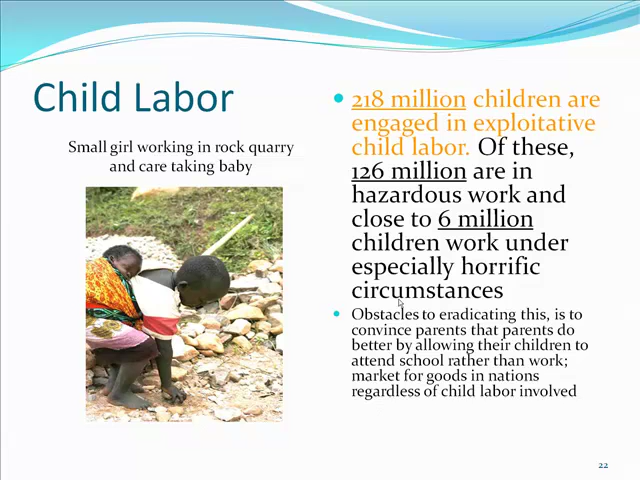 Child Labor
Small girl working in rock quarry
and care taking baby
218 million children are
engaged in exploitative
child labor. Of these,
126 million are in
hazardous work and
close to 6 million
children work under
especially horrific
circumstances
Obstacles to eradicating this, is to
convince parents that parents do
better by allowing their children to
attend school rather than work;
market for goods in nations
regardless of child labor involved
22